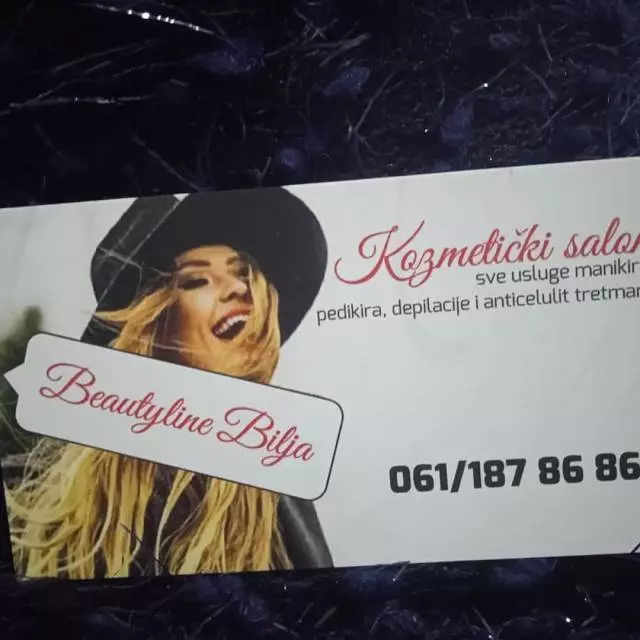 Kozmetički salon
sve usluge manikir
pedikira, depilacije i anticelulit tretman
Beautyline Bilja
061/187 86 86